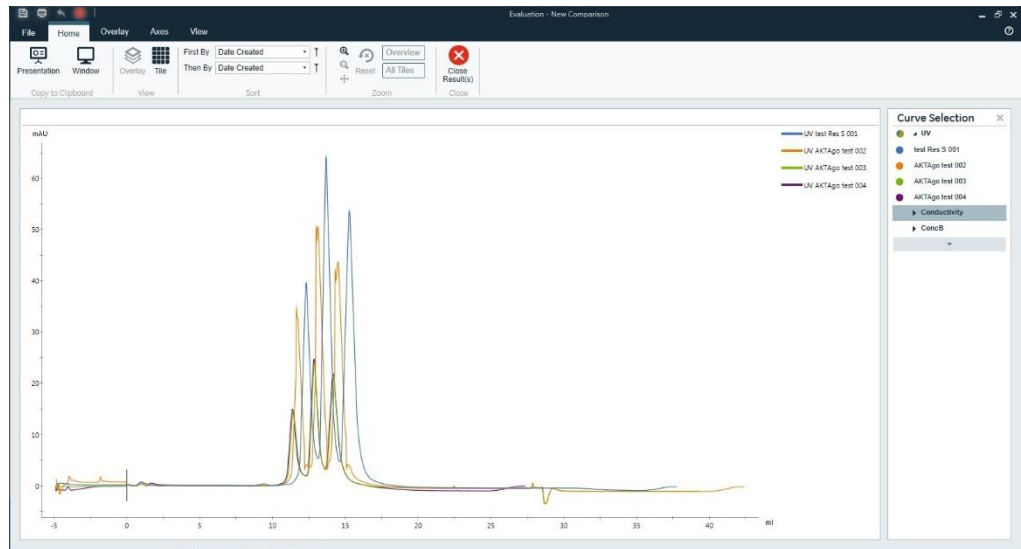 Evaluation - New Comparison
File Home Overlay Axes View
Presentation Window Overlay Tile
First By Date Created
Then By Date Created
Reset Overview
All Tiles
Close
Result(s)
Copy to Clipboard View Sort Zoom Close
mAU
UV test Res S 001
UV AKTAgo test 002
UV AKTAgo test 003
UV AKTAgo test 004
60
50
40
30
20
10
0
-5 0 5 10 15 20 25 30 35 40 ml
Curve Selection
UV
test Res S 001
AKTAgo test 002
AKTAgo test 003
AKTAgo test 004
Conductivity
ConcB